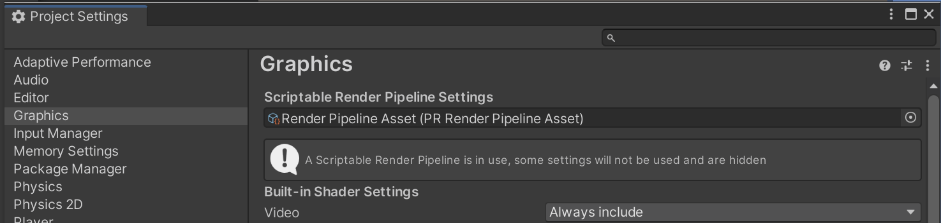 Project Settings
Adaptive Performance
Audio
Editor
Graphics
Input Manager
Memory Settings
Package Manager
Physics
Physics 2D
Player
Graphics
Scriptable Render Pipeline Settings
Render Pipeline Asset (PR Render Pipeline Asset)
A Scriptable Render Pipeline is in use, some settings will not be used and are hidden
Built-in Shader Settings
Video Always include